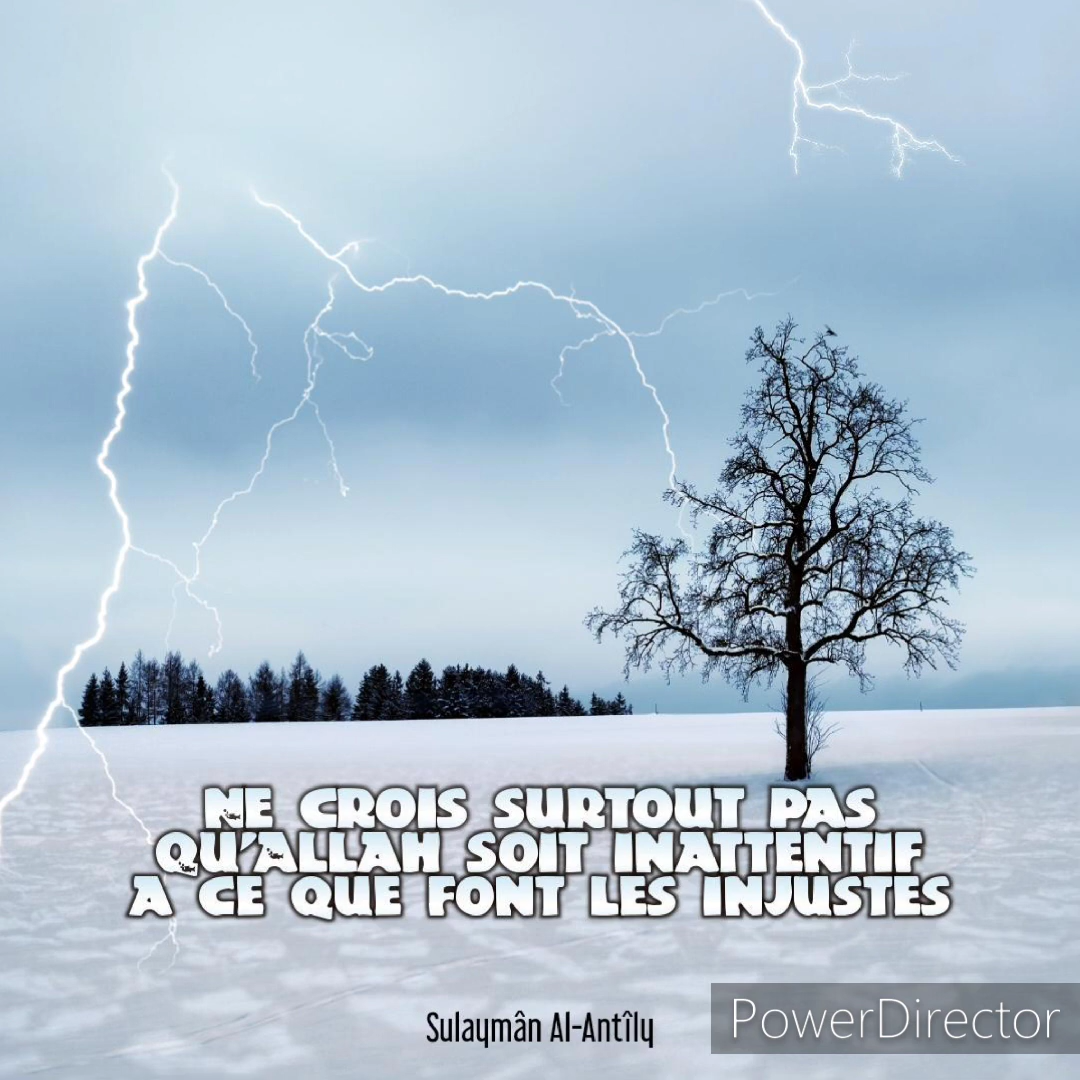 NE CROIS SURTOUT PAS
QU'ALLAH SOIT INATTENTIF
A CE QUE FONT LES INJUSTES
Sulaymân Al-Antîly
PowerDirector